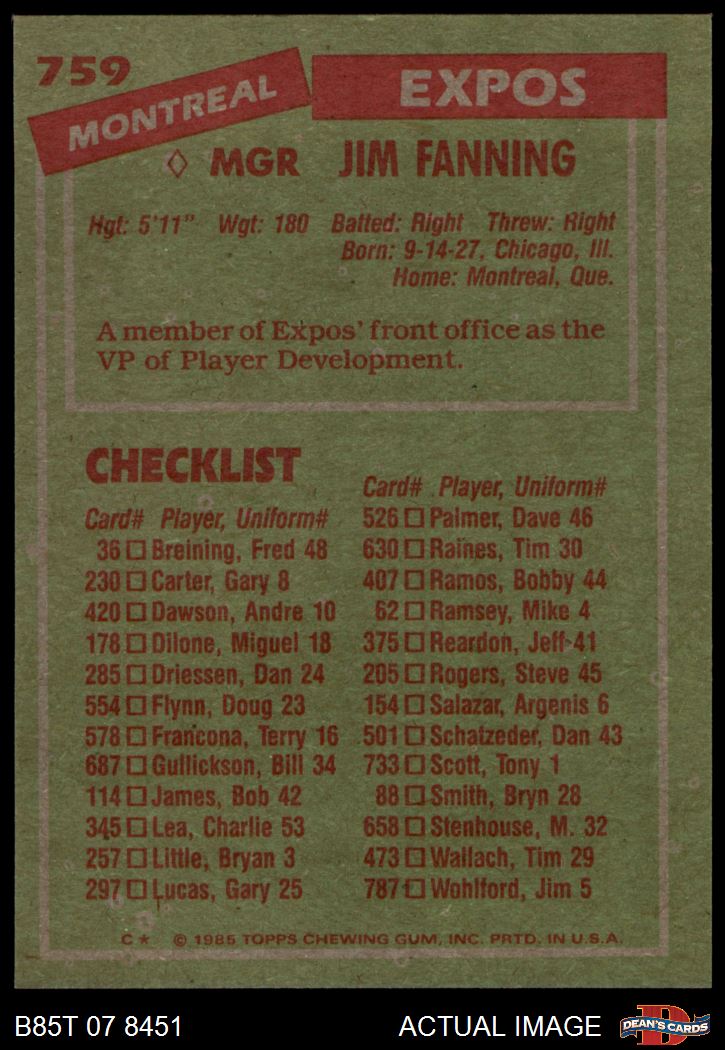 759
MONTREAL EXPOS
MGR JIM FANNING
Hgt: 5'11" Wgt: 180 Batted: Right Threw: Right
Born: 9-14-27, Chicago, Ill.
Home: Montreal, Que.
A member of Expos' front office as the
VP of Player Development.
CHECKLIST
Card# Player, Uniform#
36 Breining, Fred 48
230 Carter, Gary 8
420 Dawson, Andre 10
178 Dilone, Miguel 18
285 Driessen, Dan 24
554 Flynn, Doug 23
578 Francona, Terry 16
687 Gullickson, Bill 34
114 James, Bob 42
345 Lea, Charlie 53
257 Little, Bryan 3
297 Lucas, Gary 25
Card# Player, Uniform#
526 Palmer, Dave 46
630 Raines, Tim 30
407 Ramos, Bobby 44
62 Ramsey, Mike 4
375 Reardon, Jeff 41
205 Rogers, Steve 45
154 Salazar, Argenis 6
501 Schatzeder, Dan 43
733 Scott, Tony 1
88 Smith, Bryn 28
658 Stenhouse, M. 32
473 Wallach, Tim 29
787 Wohlford, Jim 5
C* © 1985 TOPPS CHEWING GUM, INC. PRTD. IN U.S.A.
B85T 07 8451 ACTUAL IMAGE
D
DEAN'S CARDS